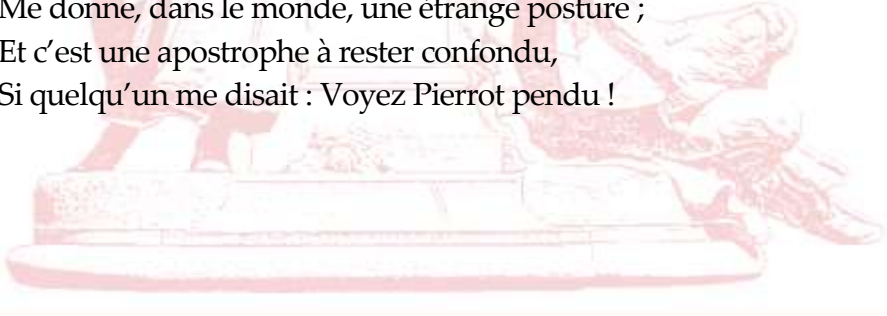 Me donne, dans le monde, une étrange posture ;
Et c’est une apostrophe à rester confondu,
Si quelqu’un me disait : Voyez Pierrot pendu !